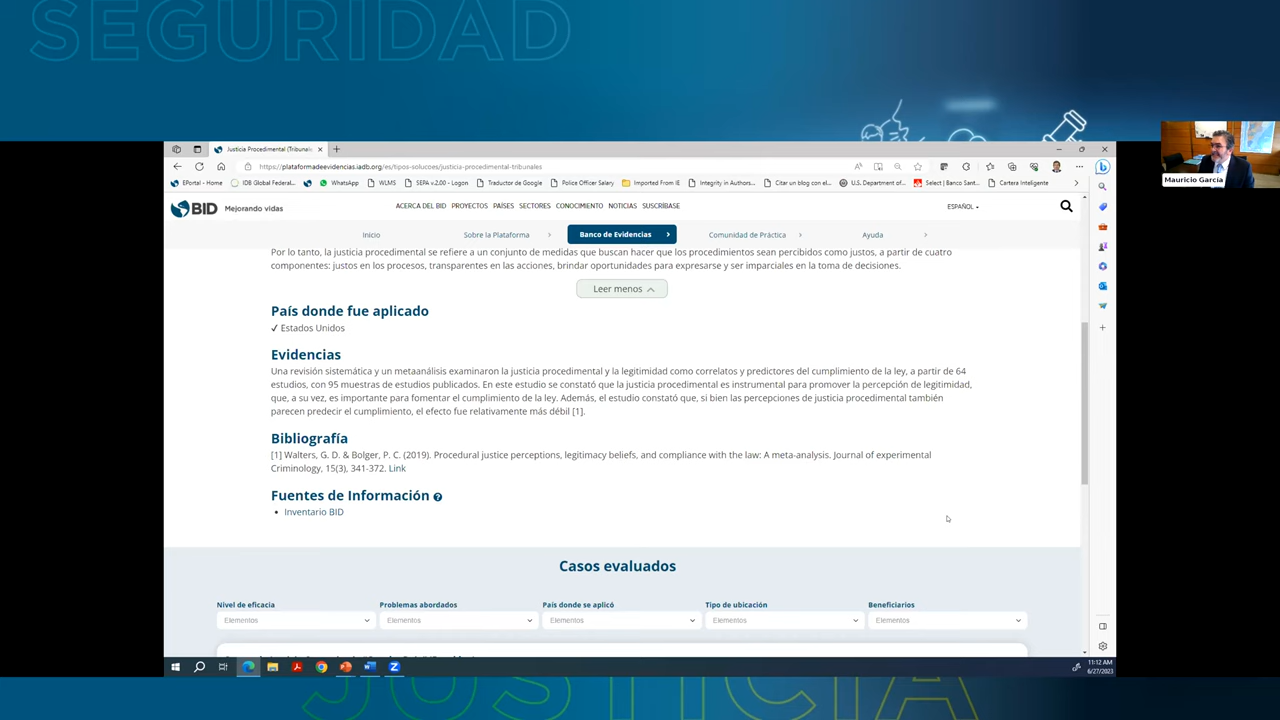 SEGURIDAD
Justicia Procedimental (Tribunale
https://plataformadeevidencias.iadb.org/es/tipos-solucoes/justicia-procedimental-tribunales
EPortal - Home
IDB Global Federal...
WhatsApp
WLMS
SEPA v.2.00 - Logon
Traductor de Google
Police Officer Salary
Imported From IE
Integrity in Authors...
Citar un blog con el...
U.S. Department of...
Select | Banco Sant...
Cartera Inteligente
Mauricio García
BID Mejorando vidas
ACERCA DEL BID PROYECTOS PAÍSES SECTORES CONOCIMIENTO NOTICIAS SUSCRÍBASE
ESPAÑOL
Inicio
Sobre la Plataforma
Banco de Evidencias
Comunidad de Práctica
Ayuda
Por lo tanto, la justicia procedimental se refiere a un conjunto de medidas que buscan hacer que los procedimientos sean percibidos como justos, a partir de cuatro
componentes: justos en los procesos, transparentes en las acciones, brindar oportunidades para expresarse y ser imparciales en la toma de decisiones.
Leer menos
País donde fue aplicado
✓ Estados Unidos
Evidencias
Una revisión sistemática y un metaanálisis examinaron la justicia procedimental y la legitimidad como correlatos y predictores del cumplimiento de la ley, a partir de 64
estudios, con 95 muestras de estudios publicados. En este estudio se constató que la justicia procedimental es instrumental para promover la percepción de legitimidad,
que, a su vez, es importante para fomentar el cumplimiento de la ley. Además, el estudio constató que, si bien las percepciones de justicia procedimental también
parecen predecir el cumplimiento, el efecto fue relativamente más débil [1].
Bibliografía
[1] Walters, G. D. & Bolger, P. C. (2019). Procedural justice perceptions, legitimacy beliefs, and compliance with the law: A meta-analysis. Journal of experimental
Criminology, 15(3), 341-372. Link
Fuentes de Información
• Inventario BID
Casos evaluados
Nivel de eficacia
Problemas abordados
País donde se aplicó
Tipo de ubicación
Beneficiarios
Elementos
Elementos
Elementos
Elementos
Elementos
11:12 AM
6/27/2023
JUSTICIA